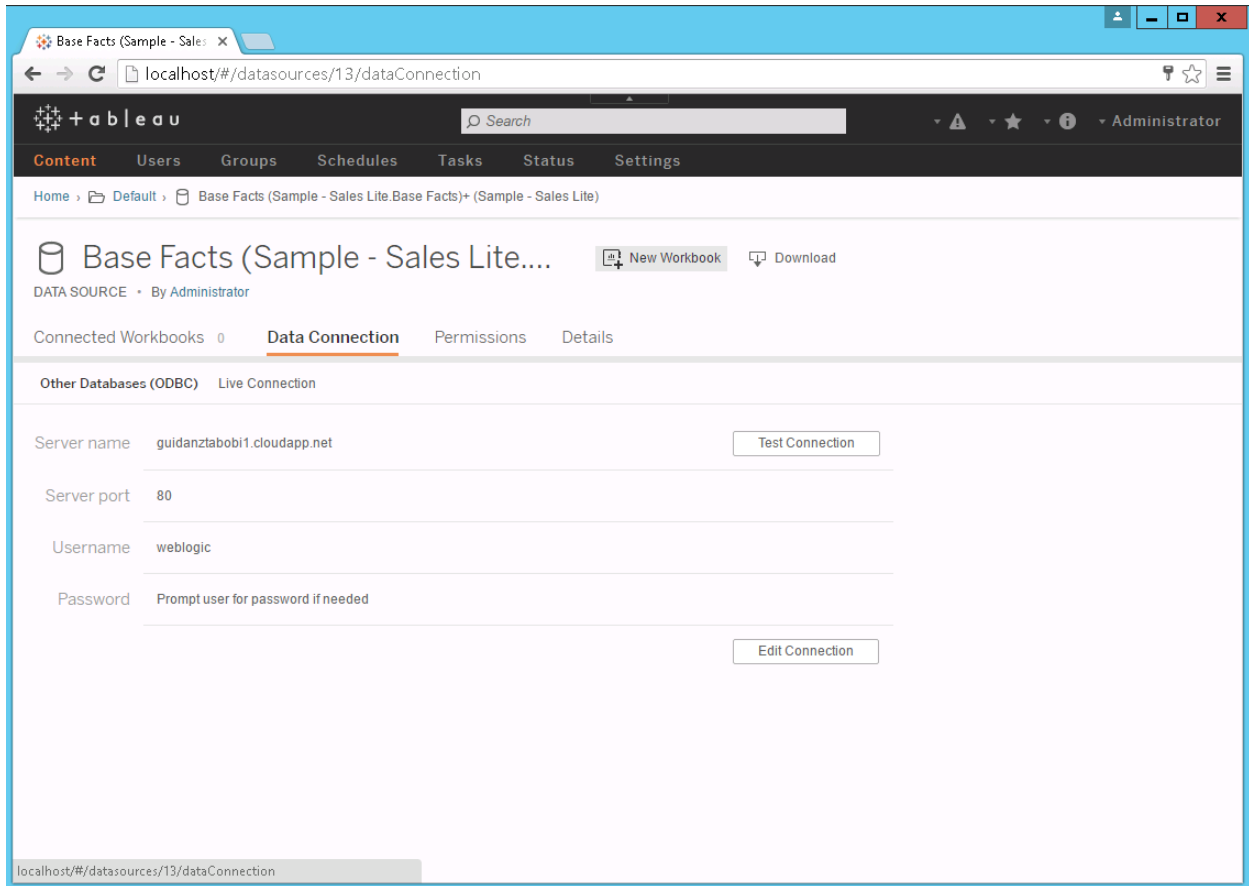 Base Facts (Sample - Sales
localhost/#/datasources/13/dataConnection
+ableau
Search
Administrator
Content Users Groups Schedules Tasks Status Settings
Home › Default › Base Facts (Sample - Sales Lite.Base Facts)+ (Sample - Sales Lite)
Base Facts (Sample - Sales Lite.... New Workbook Download
DATA SOURCE • By Administrator
Connected Workbooks 0 Data Connection Permissions Details
Other Databases (ODBC) Live Connection
Server name guidanztabobi1.cloudapp.net Test Connection
Server port 80
Username weblogic
Password Prompt user for password if needed
Edit Connection
localhost/#/datasources/13/dataConnection